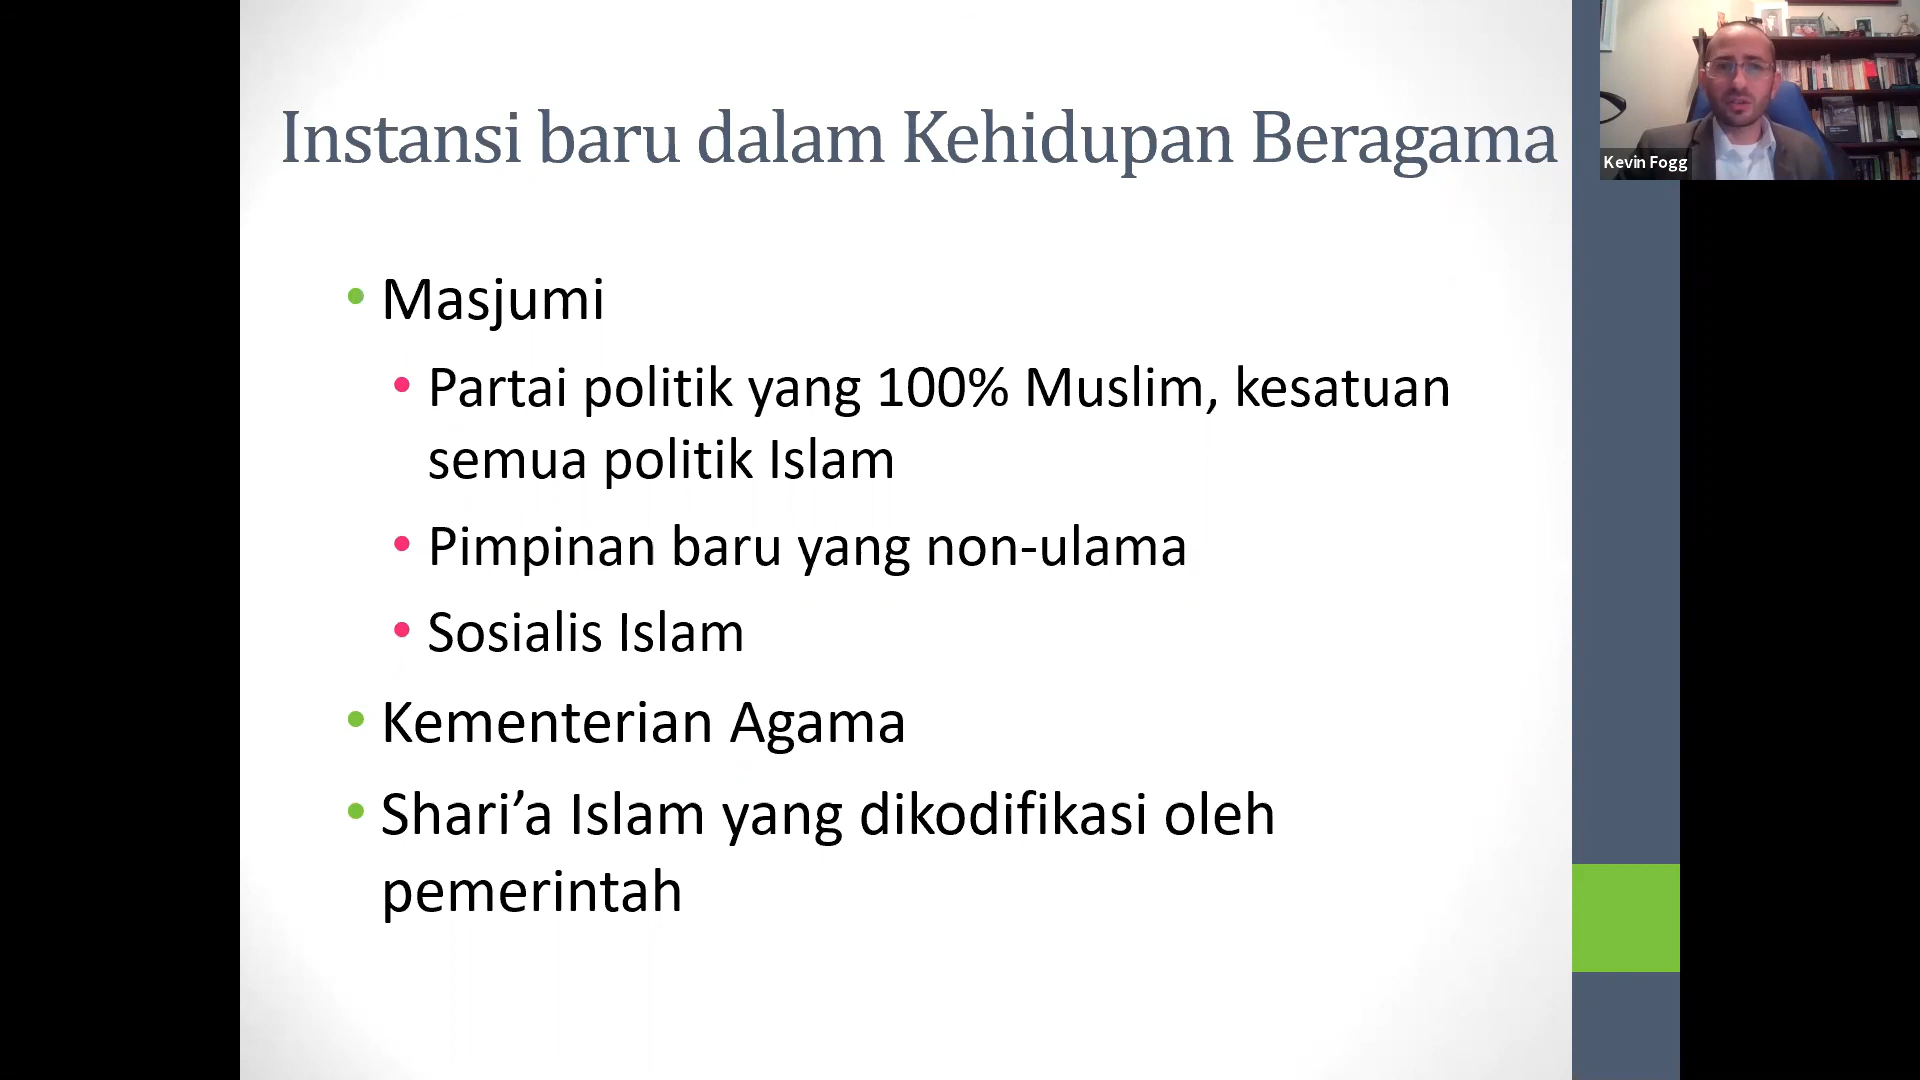 Instansi baru dalam Kehidupan Beragama
Kevin Fogg
• Masjumi
• Partai politik yang 100% Muslim, kesatuan
semua politik Islam
• Pimpinan baru yang non-ulama
• Sosialis Islam
• Kementerian Agama
• Shari’a Islam yang dikodifikasi oleh
pemerintah